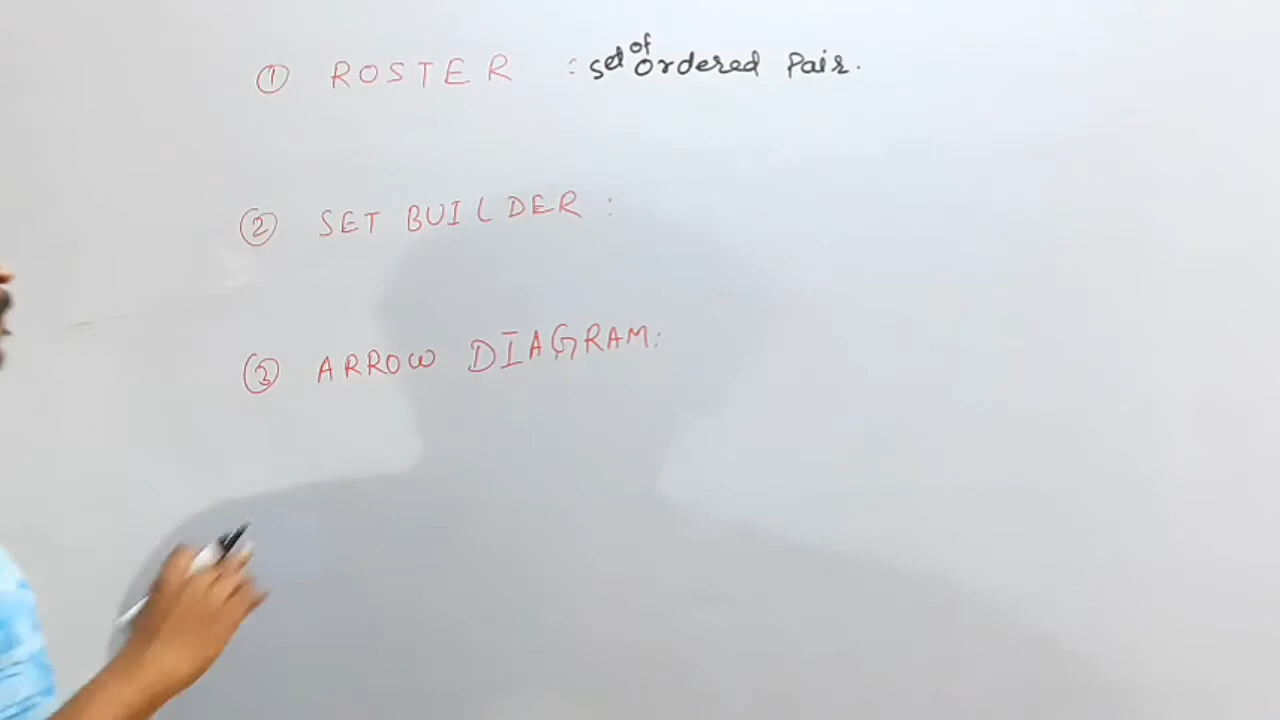 ① ROSTER : set of ordered Pair.
② SET BUILDER :
③ ARROW DIAGRAM: